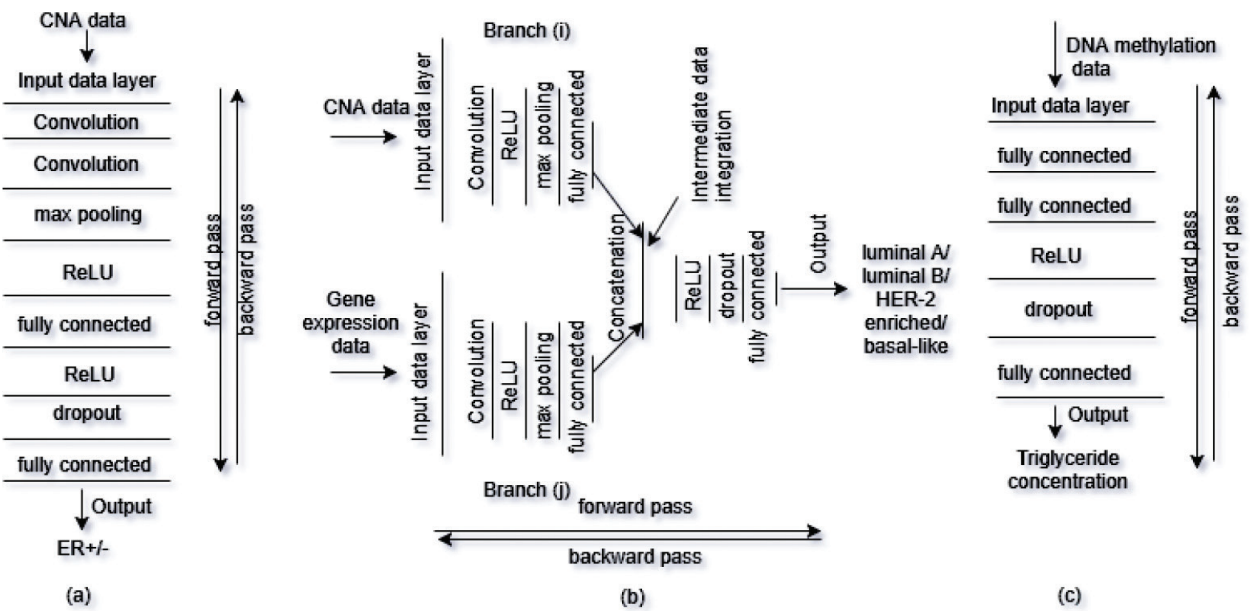 CNA data
Input data layer
Convolution
Convolution
max pooling
ReLU
fully connected
ReLU
dropout
fully connected
Output
ER+/-
forward pass
backward pass
(a)
Branch (i)
CNA data
Input data layer
Convolution
ReLU
max pooling
fully connected
Intermediate data
integration
Concatenation
Gene
expression
data
Input data layer
Convolution
ReLU
max pooling
fully connected
Branch (j)
ReLU
dropout
fully connected
Output
luminal A/
luminal B/
HER-2
enriched/
basal-like
forward pass
backward pass
(b)
DNA methylation
data
Input data layer
fully connected
fully connected
ReLU
dropout
fully connected
Output
Triglyceride
concentration
forward pass
backward pass
(c)